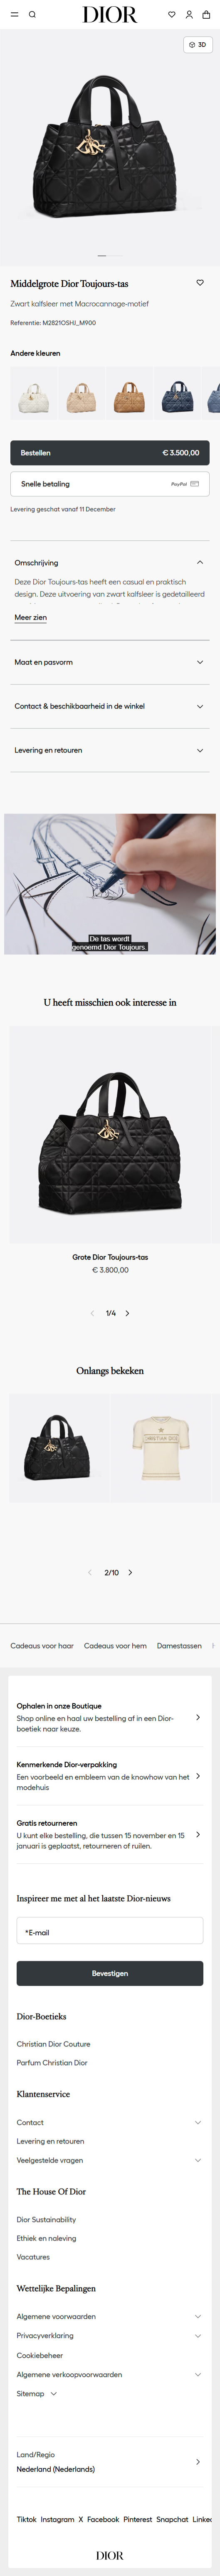 DIOR
3D
Middelgrote Dior Toujours-tas
Zwart kalfsleer met Macrocannage-motief
Referentie: M2821OSHJ_M900
Andere kleuren
Bestellen € 3.500,00
Snelle betaling PayPal
Levering geschat vanaf 11 December
Omschrijving
Deze Dior Toujours-tas heeft een casual en praktisch
design. Deze uitvoering van zwart kalfsleer is gedetailleerd
Meer zien
Maat en pasvorm
Contact & beschikbaarheid in de winkel
Levering en retouren
De tas wordt
genoemd Dior Toujours.
U heeft misschien ook interesse in
Grote Dior Toujours-tas
€ 3.800,00
1/4
Onlangs bekeken
2/10
Cadeaus voor haar Cadeaus voor hem Damestassen
Ophalen in onze Boutique
Shop online en haal uw bestelling af in een Dior-
boetiek naar keuze.
Kenmerkende Dior-verpakking
Een voorbeeld en embleem van de knowhow van het
modehuis
Gratis retourneren
U kunt elke bestelling, die tussen 15 november en 15
januari is geplaatst, retourneren of ruilen.
Inspireer me met al het laatste Dior-nieuws
*E-mail
Bevestigen
Dior-Boetieks
Christian Dior Couture
Parfum Christian Dior
Klantenservice
Contact
Levering en retouren
Veelgestelde vragen
The House Of Dior
Dior Sustainability
Ethiek en naleving
Vacatures
Wettelijke Bepalingen
Algemene voorwaarden
Privacyverklaring
Cookiebeheer
Algemene verkoopvoorwaarden
Sitemap
Land/Regio
Nederland (Nederlands)
Tiktok Instagram X Facebook Pinterest Snapchat Linked
DIOR